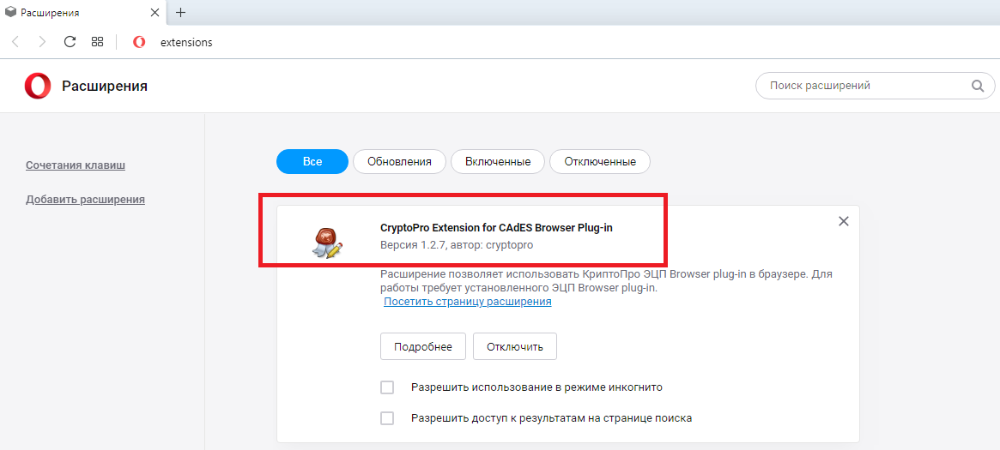 Расширения
extensions
Расширения
Поиск расширений
Сочетания клавиш
Добавить расширения
Все
Обновления
Включенные
Отключенные
CryptoPro Extension for CAdES Browser Plug-in
Версия 1.2.7, автор: cryptopro
Расширение позволяет использовать КриптоПро ЭЦП Browser plug-in в браузере. Для
работы требует установленного ЭЦП Browser plug-in.
Посетить страницу расширения
Подробнее
Отключить
Разрешить использование в режиме инкогнито
Разрешить доступ к результатам на странице поиска